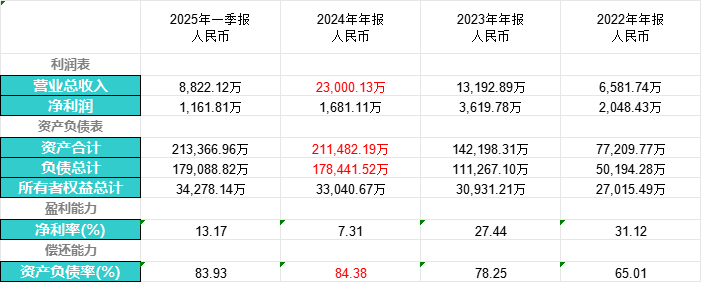 2025年一季报 2024年年报 2023年年报 2022年年报
人民币 人民币 人民币 人民币
利润表
营业总收入 8,822.12万 23,000.13万 13,192.89万 6,581.74万
净利润 1,161.81万 1,681.11万 3,619.78万 2,048.43万
资产负债表
资产合计 213,366.96万 211,482.19万 142,198.31万 77,209.77万
负债总计 179,088.82万 178,441.52万 111,267.10万 50,194.28万
所有者权益总计 34,278.14万 33,040.67万 30,931.21万 27,015.49万
盈利能力
净利率(%) 13.17 7.31 27.44 31.12
偿还能力
资产负债率(%) 83.93 84.38 78.25 65.01